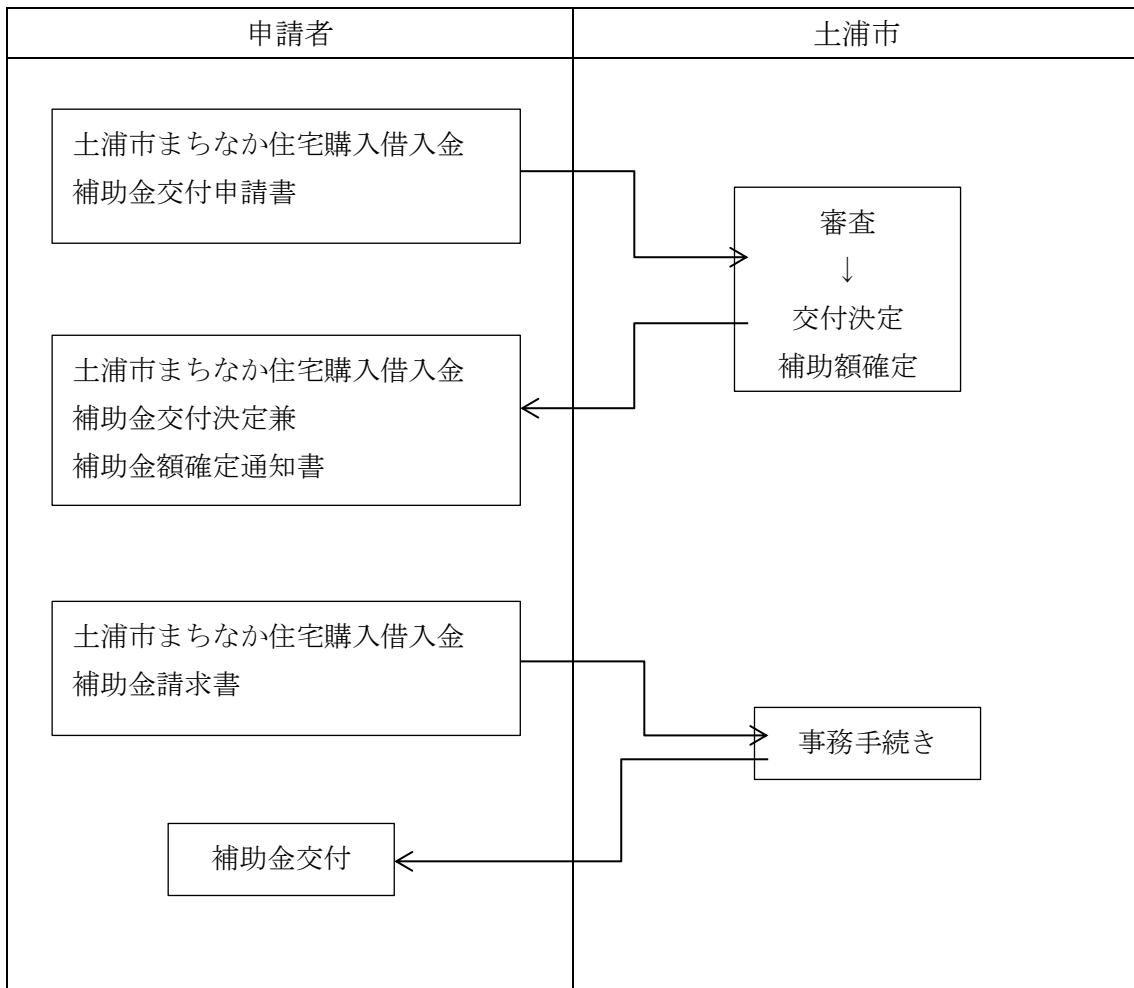 申請者
土浦市
土浦市まちなか住宅購入借入金
補助金交付申請書
審査
↓
交付決定
補助額確定
土浦市まちなか住宅購入借入金
補助金交付決定兼
補助金額確定通知書
土浦市まちなか住宅購入借入金
補助金請求書
事務手続き
補助金交付